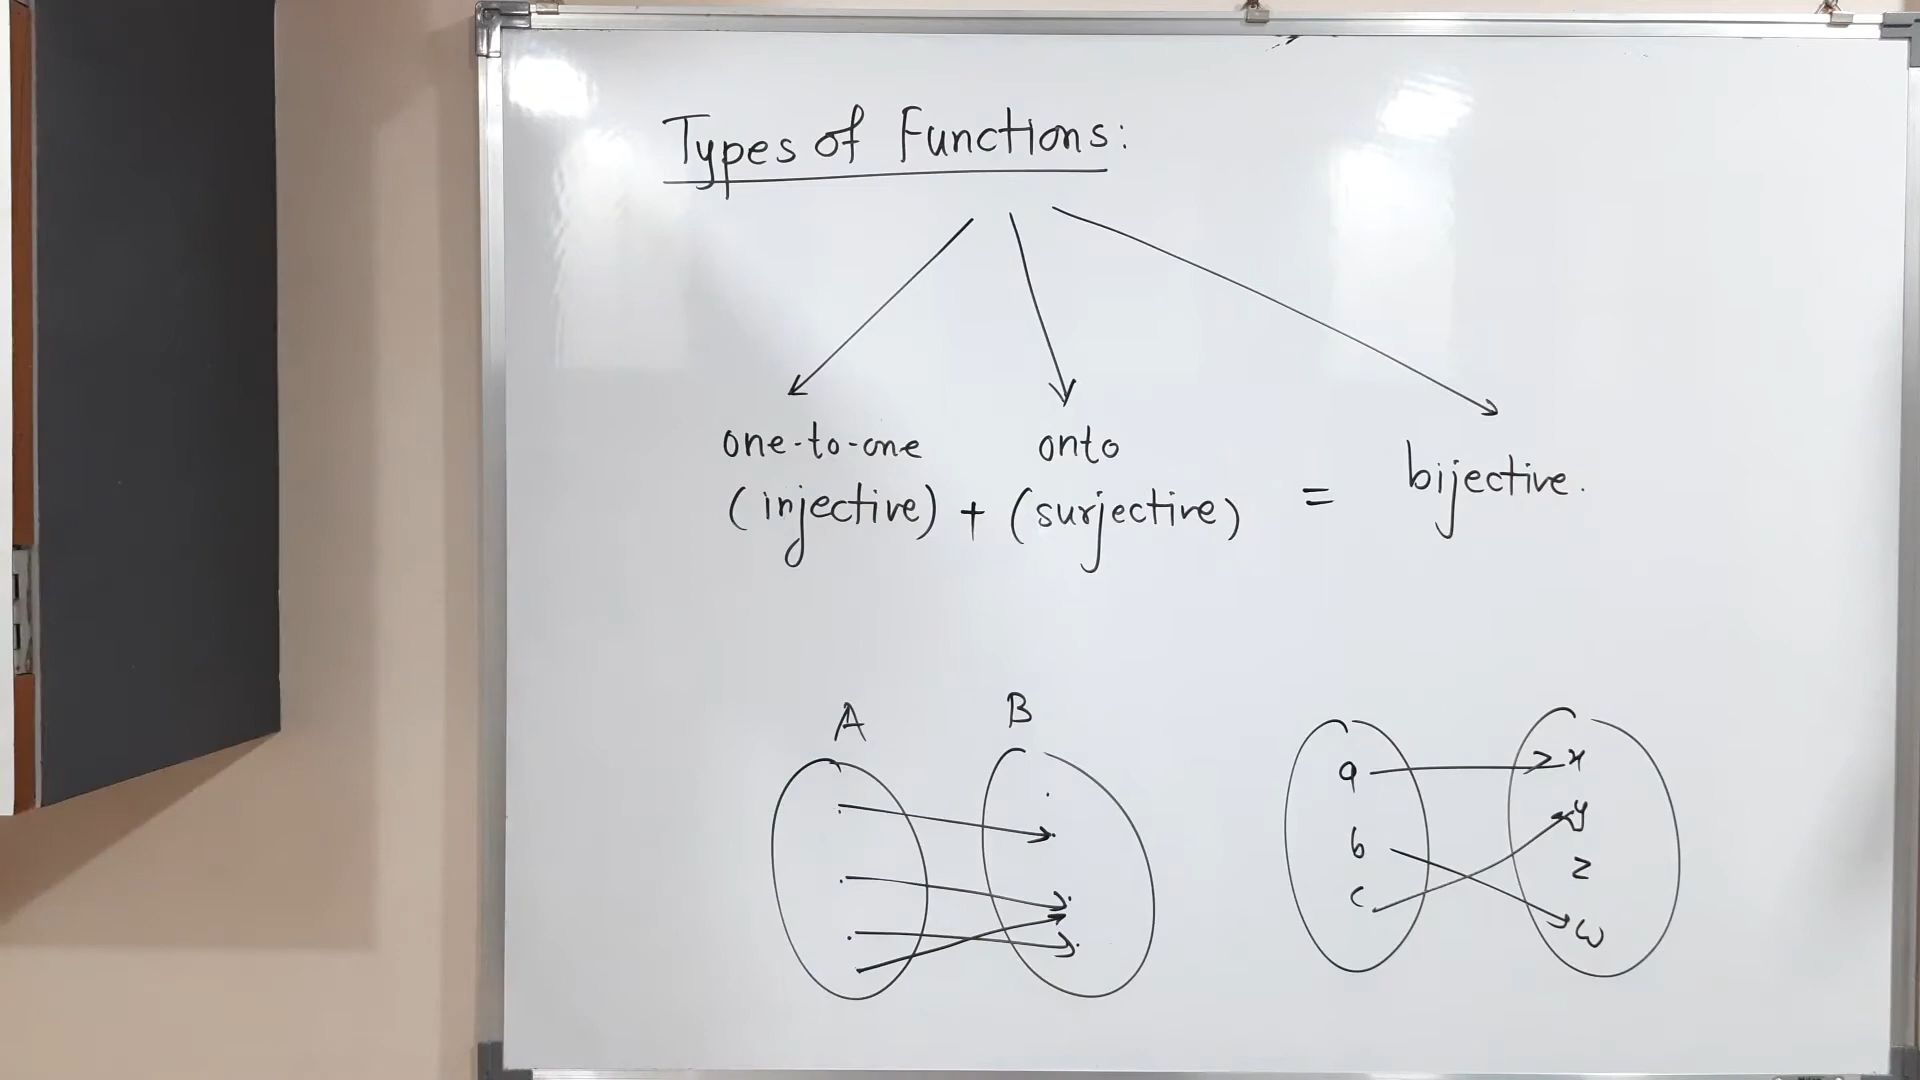 Types of Functions:
one-to-one onto
(injective) + (surjective) = bijective.
A B
a x
b y
c z
w